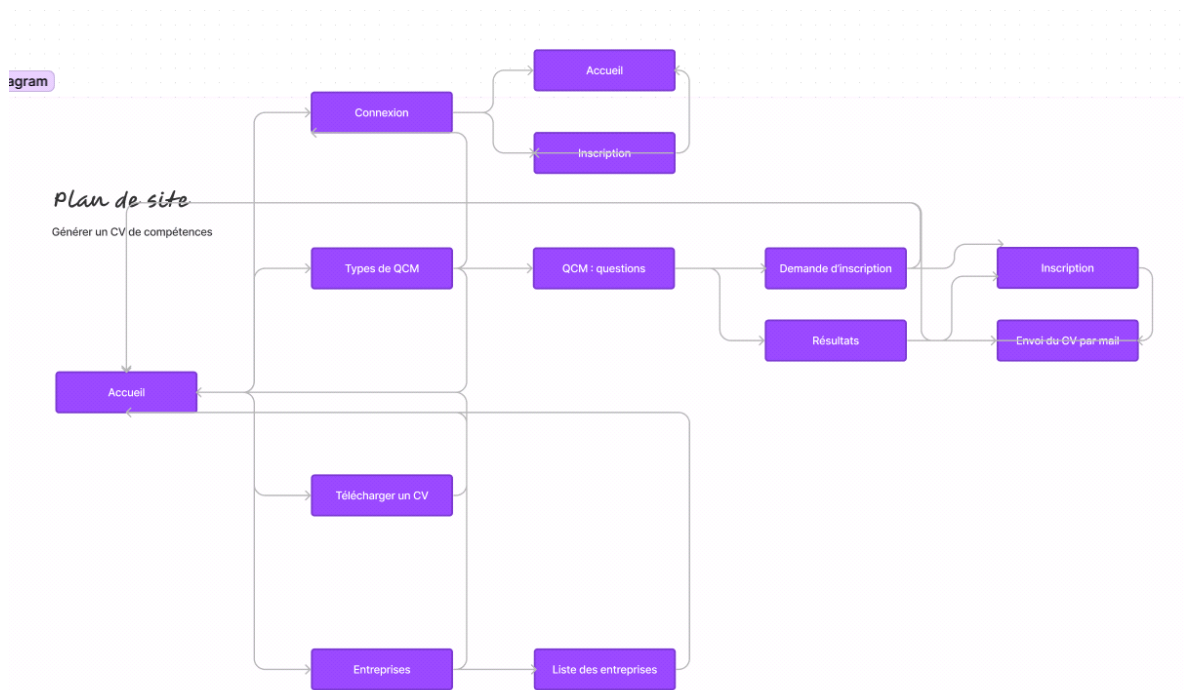 agram
Accueil
Connexion
Inscription
Plan de site
Générer un CV de compétences
Types de QCM
QCM : questions
Demande d'inscription
Inscription
Résultats
Envoi du CV par mail
Accueil
Télécharger un CV
Entreprises
Liste des entreprises